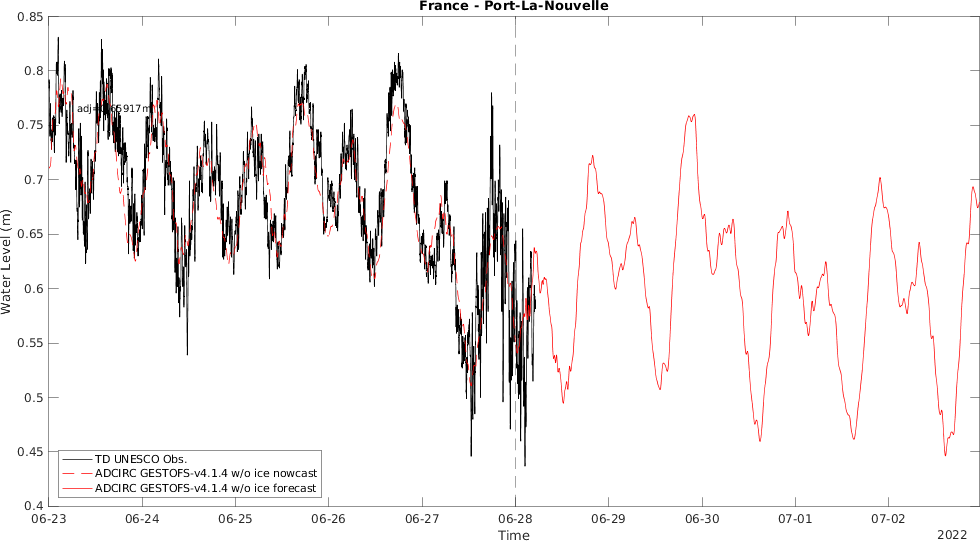 France - Port-La-Nouvelle
0.85
0.8
0.75
0.7
0.65
0.6
0.55
0.5
0.45
0.4
Water Level (m)
adj=0.65917m
TD UNESCO Obs.
ADCIRC GESTOFS-v4.1.4 w/o ice nowcast
ADCIRC GESTOFS-v4.1.4 w/o ice forecast
06-23 06-24 06-25 06-26 06-27 06-28 06-29 06-30 07-01 07-02
Time
2022